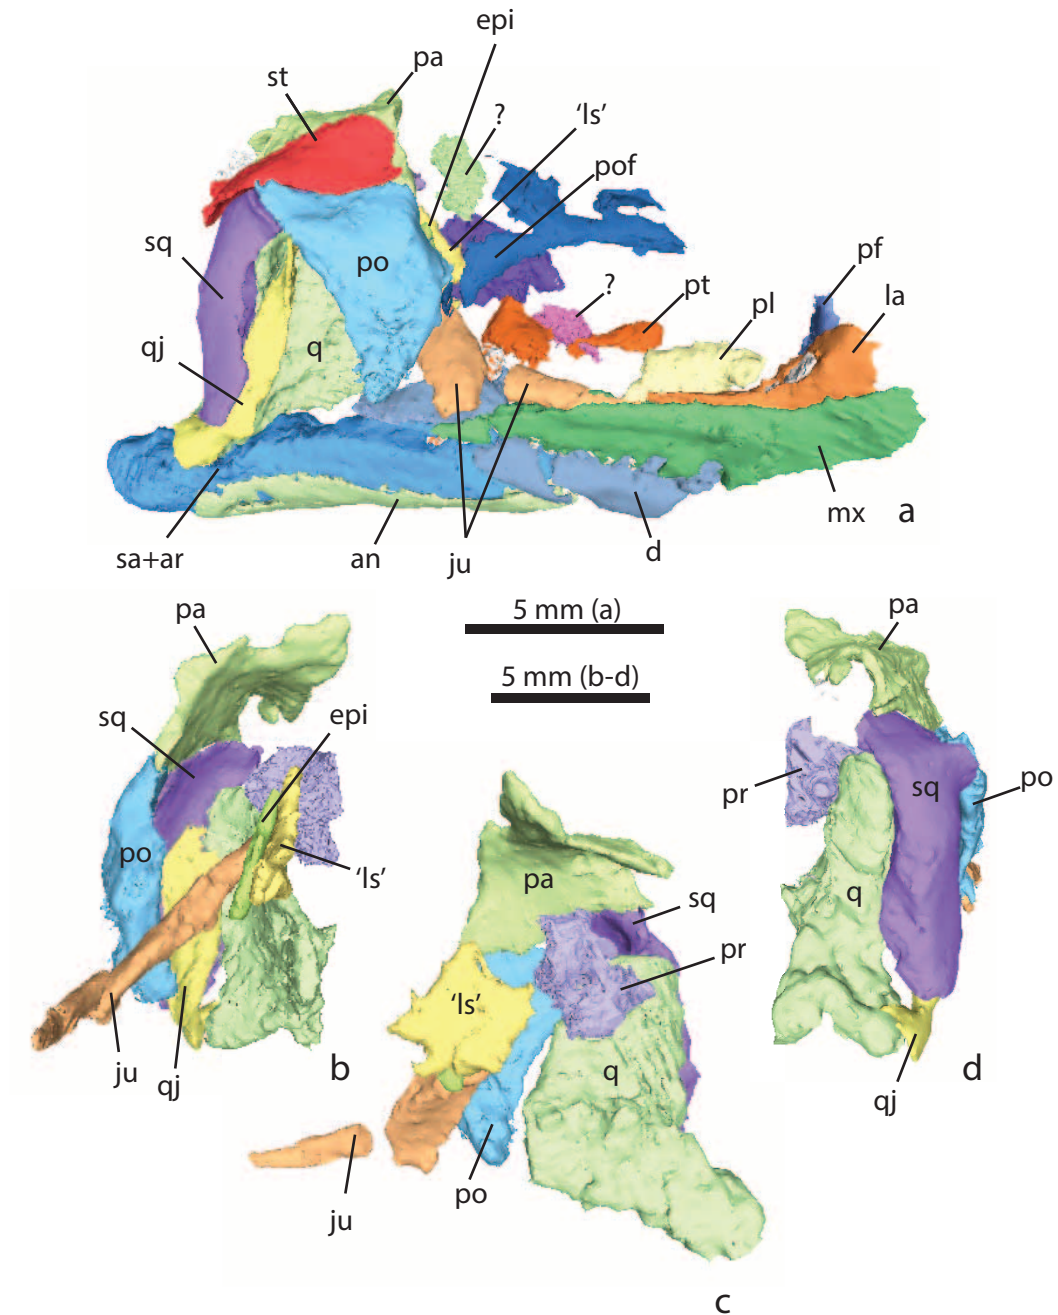 epi
pa
st
?
'ls'
pof
sq
po
pf
?
pt
la
pl
qj
q
mx
a
sa+ar
an
ju
d
5 mm (a)
5 mm (b-d)
pa
sq
epi
po
'ls'
ju
qj
b
pa
sq
pr
'ls'
q
po
ju
c
pa
pr
sq
po
q
d
qj